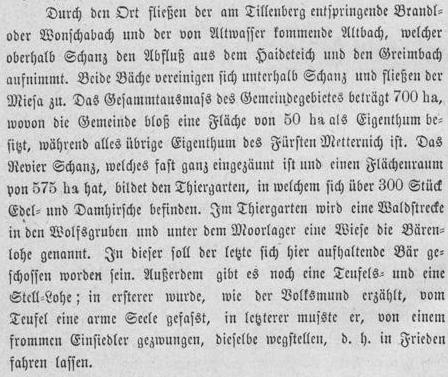 Durch den Ort fließen der am Tillenberg entspringende Brandl-
oder Wonschabach und der von Altwasser kommende Altbach, welcher
oberhalb Schanz den Abfluß aus dem Haideteich und den Greimbach
aufnimmt. Beide Bäche vereinigen sich unterhalb Schanz und fließen der
Miesa zu. Das Gesammtausmaß des Gemeindegebietes beträgt 700 ha,
wovon die Gemeinde bloß eine Fläche von 50 ha als Eigenthum be-
sitzt, während alles übrige Eigenthum des Fürsten Metternich ist. Das
Revier Schanz, welches fast ganz eingezäunt ist und einen Flächenraum
von 575 ha hat, bildet den Thiergarten, in welchem sich über 300 Stück
Edel- und Damhirsche befinden. Im Thiergarten wird eine Waldstrecke
in den Wolfsgruben und unter dem Moorlager eine Wiese die Bären-
lohe genannt. In dieser soll der letzte sich hier aufhaltende Bär ge-
schossen worden sein. Außerdem gibt es noch eine Teufels- und eine
Stell-Lohe; in ersterer wurde, wie der Volksmund erzählt, vom
Teufel eine arme Seele gefasst, in letzterer musste er, von einem
frommen Einsiedler gezwungen, dieselbe wegstellen, d. h. in Frieden
fahren lassen.